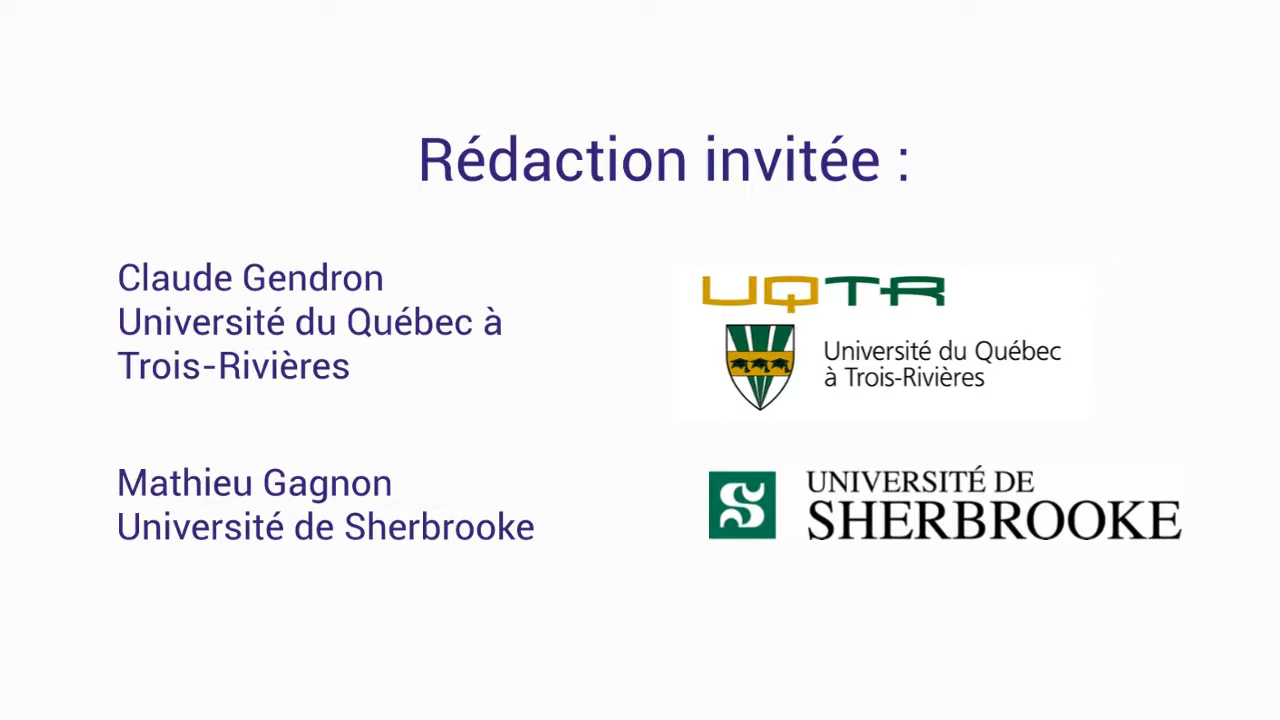 Rédaction invitée :
Claude Gendron
Université du Québec à
Trois-Rivières
UQTR
Université du Québec
à Trois-Rivières
Mathieu Gagnon
Université de Sherbrooke
S
UNIVERSITÉ DE
SHERBROOKE